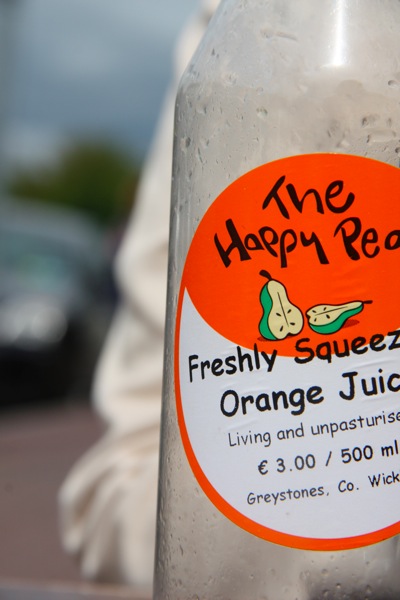 The
Happy Pea
Freshly Squeez
Orange Juic
Living and unpasturise
€ 3.00 / 500 ml
Greystones, Co. Wick